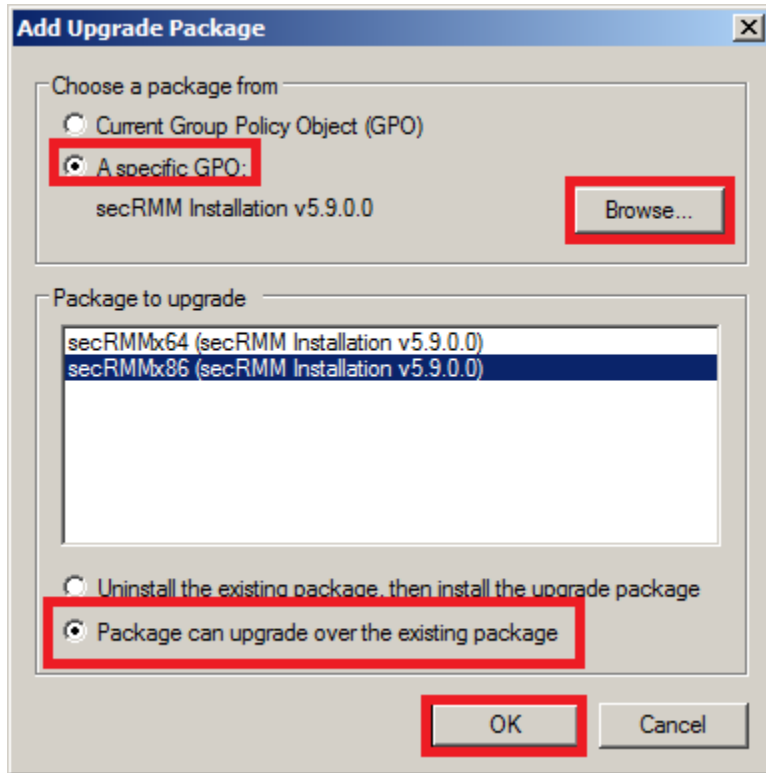 Add Upgrade Package
Choose a package from
Current Group Policy Object (GPO)
A specific GPO:
secRMM Installation v5.9.0.0
Browse...
Package to upgrade
secRMMx64 (secRMM Installation v5.9.0.0)
secRMMx86 (secRMM Installation v5.9.0.0)
Uninstall the existing package, then install the upgrade package
Package can upgrade over the existing package
OK Cancel